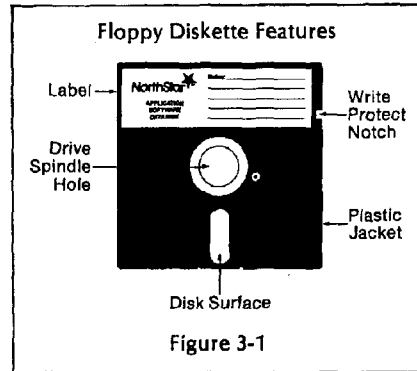 Floppy Diskette Features
Label
NorthStar
APPLICATION
SOFTWARE
Write
Protect
Notch
Drive
Spindle
Hole
Plastic
Jacket
Disk Surface
Figure 3-1